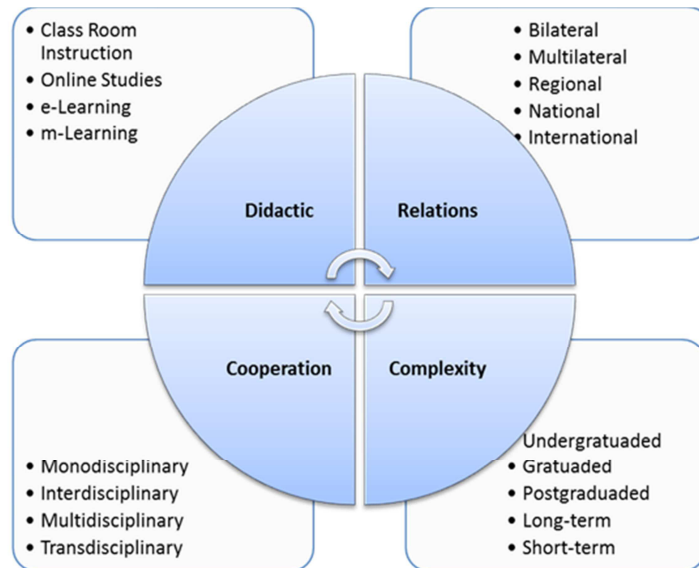 • Class Room
Instruction
• Online Studies
• e-Learning
• m-Learning
• Bilateral
• Multilateral
• Regional
• National
• International
Didactic
Relations
Cooperation
Complexity
• Monodisciplinary
• Interdisciplinary
• Multidisciplinary
• Transdisciplinary
Undergratuaded
• Gratuaded
• Postgraduaded
• Long-term
• Short-term